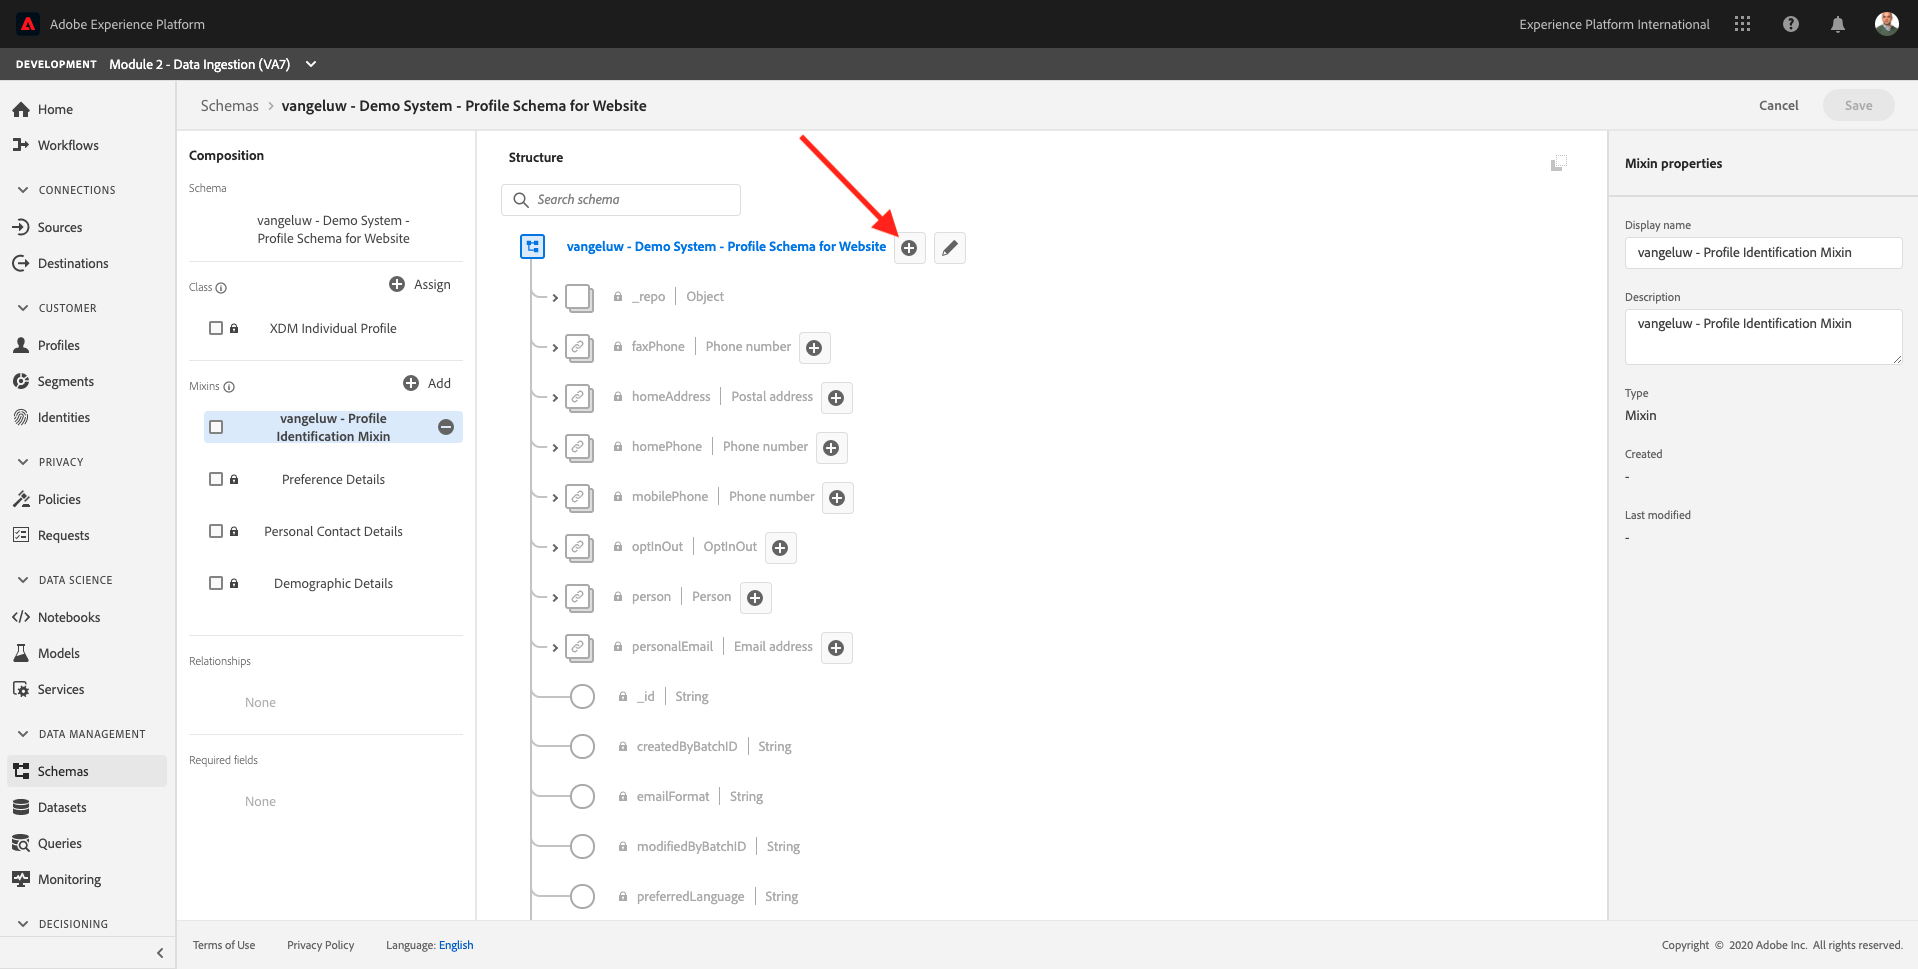 Adobe Experience Platform
Experience Platform International
DEVELOPMENT Module 2 - Data Ingestion (VA7)
Home
Workflows
CONNECTIONS
Sources
Destinations
CUSTOMER
Profiles
Segments
Identities
PRIVACY
Policies
Requests
DATA SCIENCE
Notebooks
Models
Services
DATA MANAGEMENT
Schemas
Datasets
Queries
Monitoring
DECISIONING
Schemas > vangeluw - Demo System - Profile Schema for Website
Cancel
Save
Composition
Schema
vangeluw - Demo System -
Profile Schema for Website
Class
Assign
XDM Individual Profile
Mixins
Add
vangeluw - Profile
Identification Mixin
Preference Details
Personal Contact Details
Demographic Details
Relationships
None
Required fields
None
Structure
Search schema
vangeluw - Demo System - Profile Schema for Website
_repo | Object
faxPhone | Phone number
homeAddress | Postal address
homePhone | Phone number
mobilePhone | Phone number
optInOut | OptInOut
person | Person
personalEmail | Email address
_id | String
createdByBatchID | String
emailFormat | String
modifiedByBatchID | String
preferredLanguage | String
Mixin properties
Display name
vangeluw - Profile Identification Mixin
Description
vangeluw - Profile Identification Mixin
Type
Mixin
Created
-
Last modified
-
Terms of Use
Privacy Policy
Language: English
Copyright © 2020 Adobe Inc. All rights reserved.